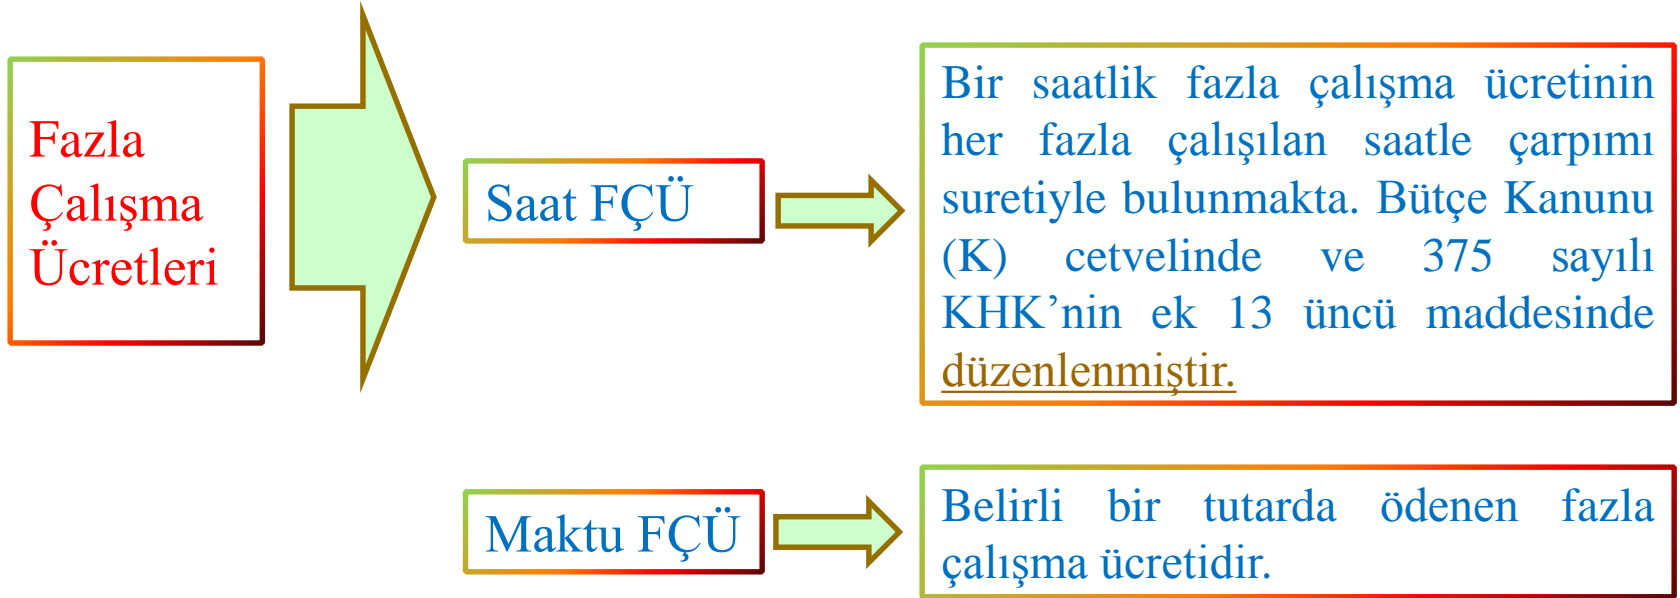 Fazla
Çalışma
Ücretleri
Saat FÇÜ
Bir saatlik fazla çalışma ücretinin
her fazla çalışılan saatle çarpımı
suretiyle bulunmakta. Bütçe Kanunu
(K) cetvelinde ve 375 sayılı
KHK’nin ek 13 üncü maddesinde
düzenlenmiştir.
Maktu FÇÜ
Belirli bir tutarda ödenen fazla
çalışma ücretidir.